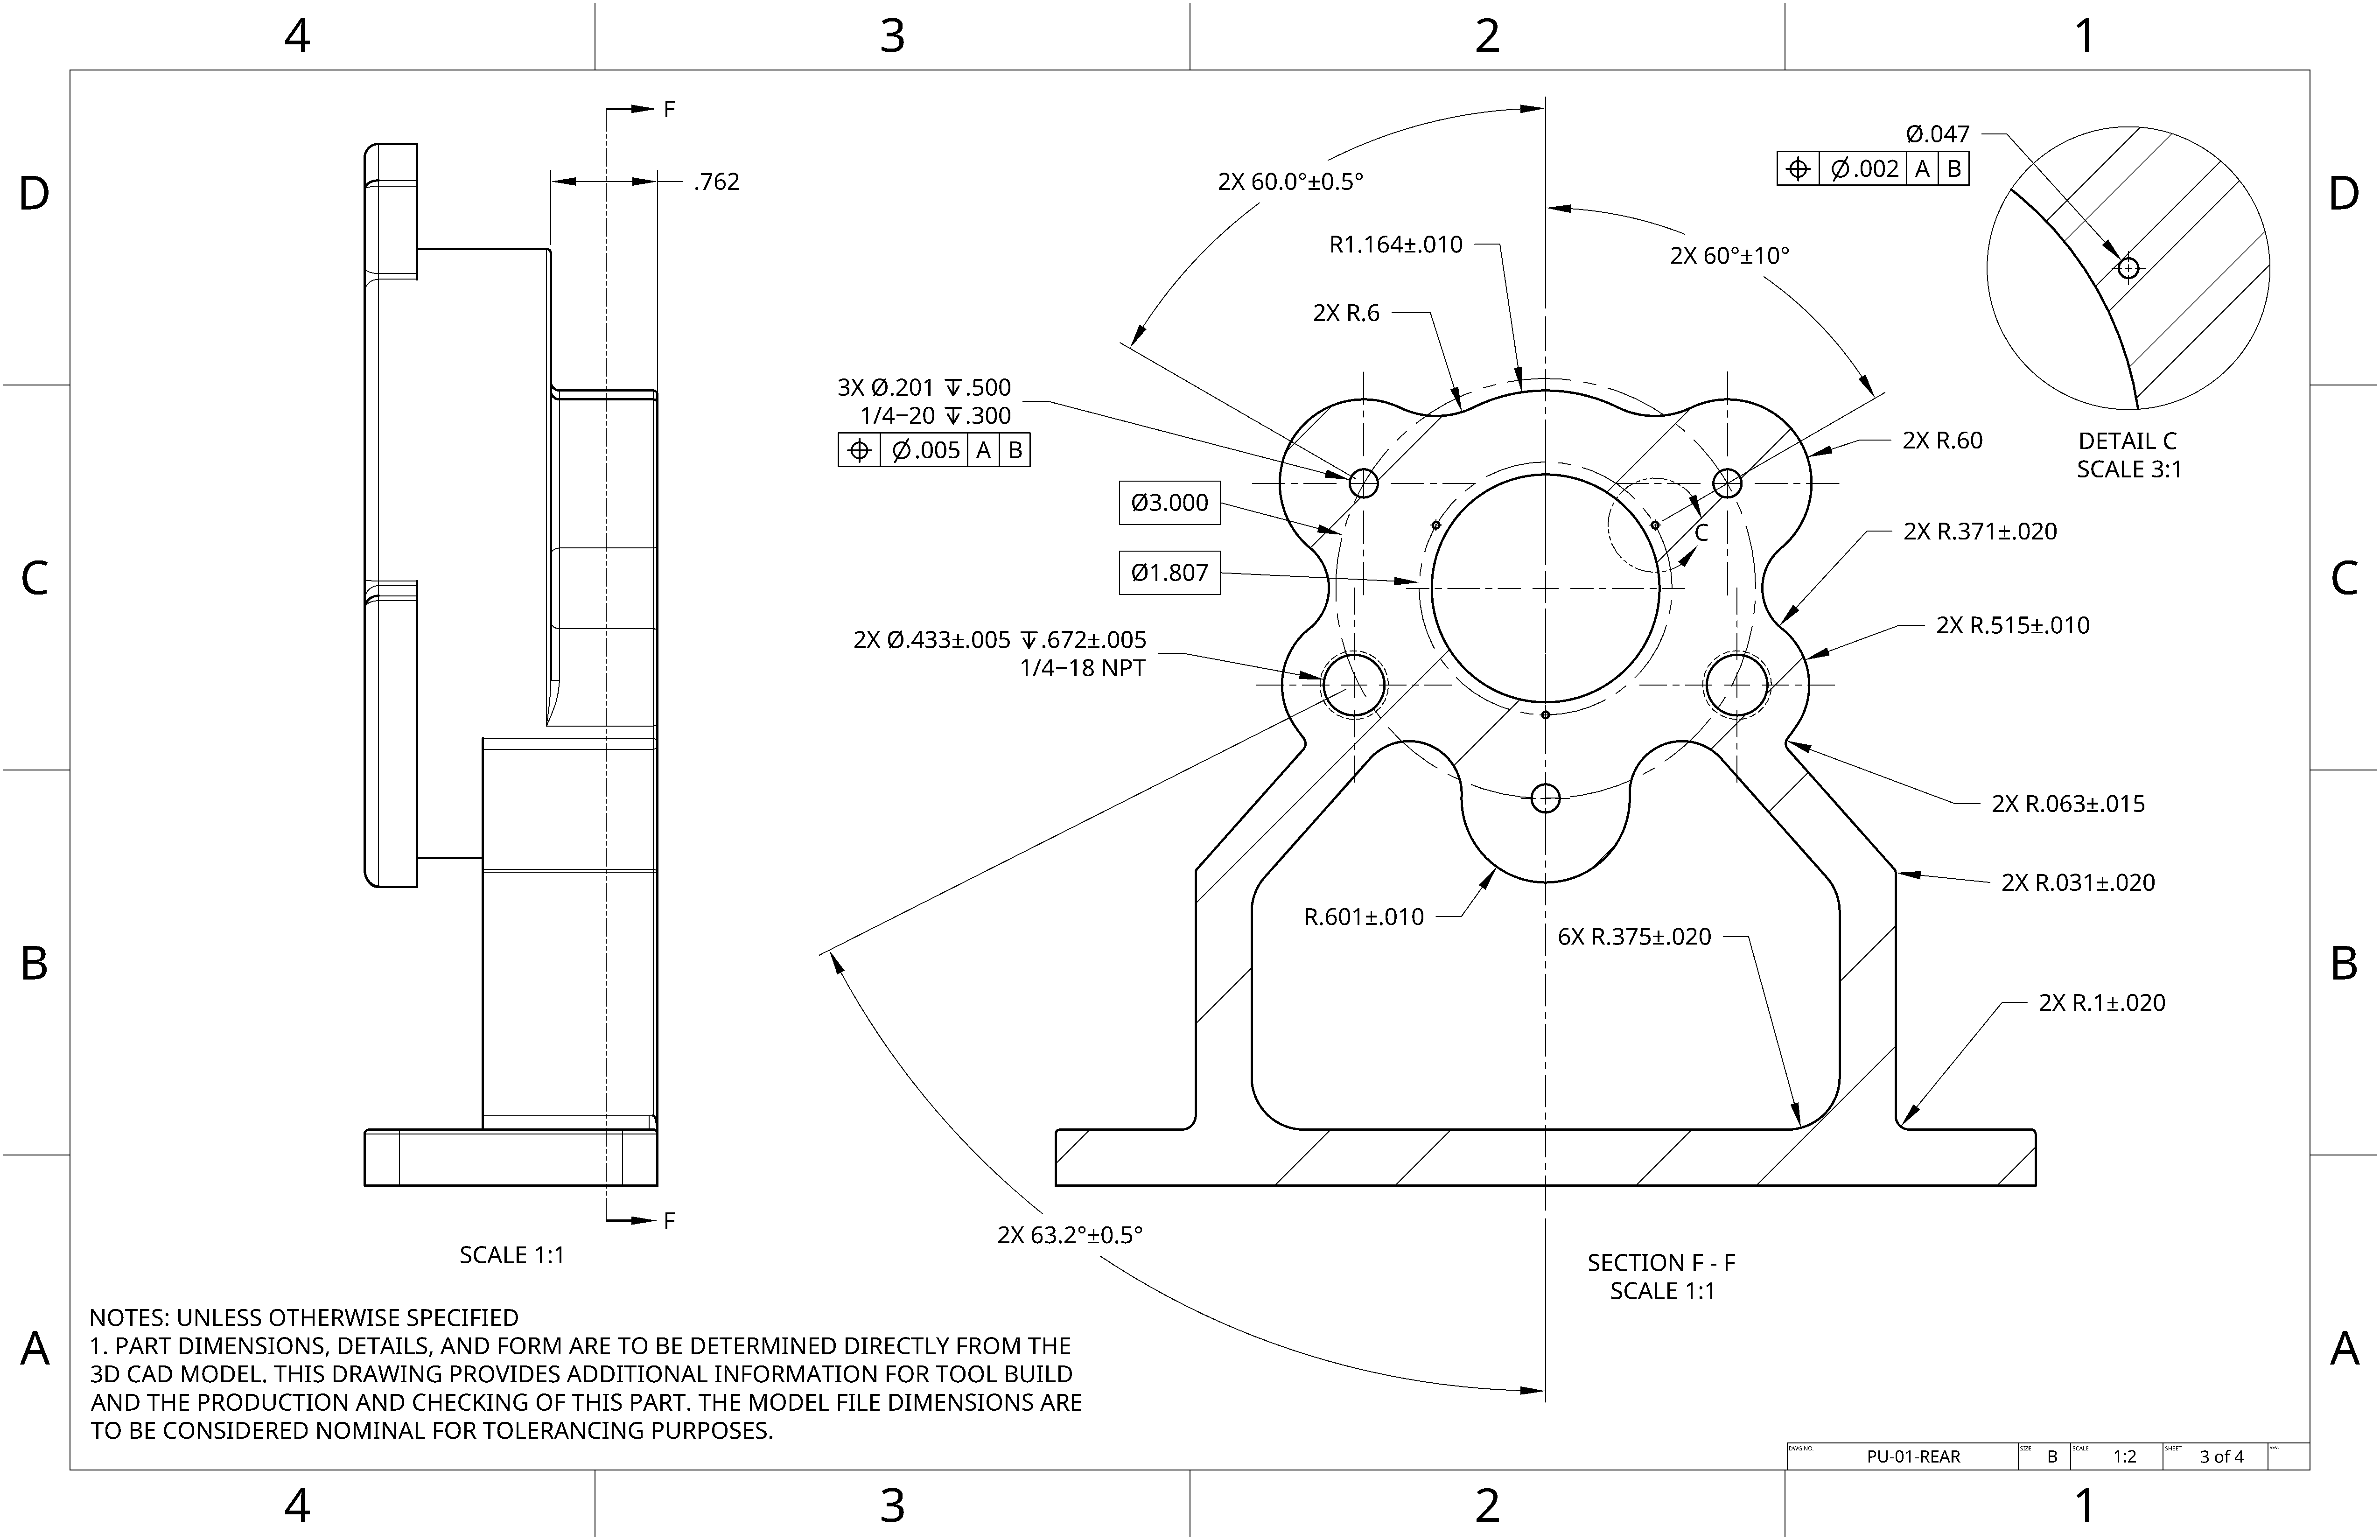 4 3 2 1
D
C
B
A
D
C
B
A
F
.762
F
SCALE 1:1
2X 60.0°±0.5°
R1.164±.010
2X R.6
2X 60°±10°
Ø.047
⌖ Ø.002 A B
DETAIL C
SCALE 3:1
3X Ø.201 ↧.500
1/4−20 ↧.300
⌖ Ø.005 A B
Ø3.000
Ø1.807
2X Ø.433±.005 ↧.672±.005
1/4−18 NPT
C
2X R.60
2X R.371±.020
2X R.515±.010
2X R.063±.015
2X R.031±.020
R.601±.010
6X R.375±.020
2X R.1±.020
2X 63.2°±0.5°
SECTION F - F
SCALE 1:1
NOTES: UNLESS OTHERWISE SPECIFIED
1. PART DIMENSIONS, DETAILS, AND FORM ARE TO BE DETERMINED DIRECTLY FROM THE
3D CAD MODEL. THIS DRAWING PROVIDES ADDITIONAL INFORMATION FOR TOOL BUILD
AND THE PRODUCTION AND CHECKING OF THIS PART. THE MODEL FILE DIMENSIONS ARE
TO BE CONSIDERED NOMINAL FOR TOLERANCING PURPOSES.
DWG NO. PU-01-REAR SIZE B SCALE 1:2 SHEET 3 of 4 REV.
4 3 2 1